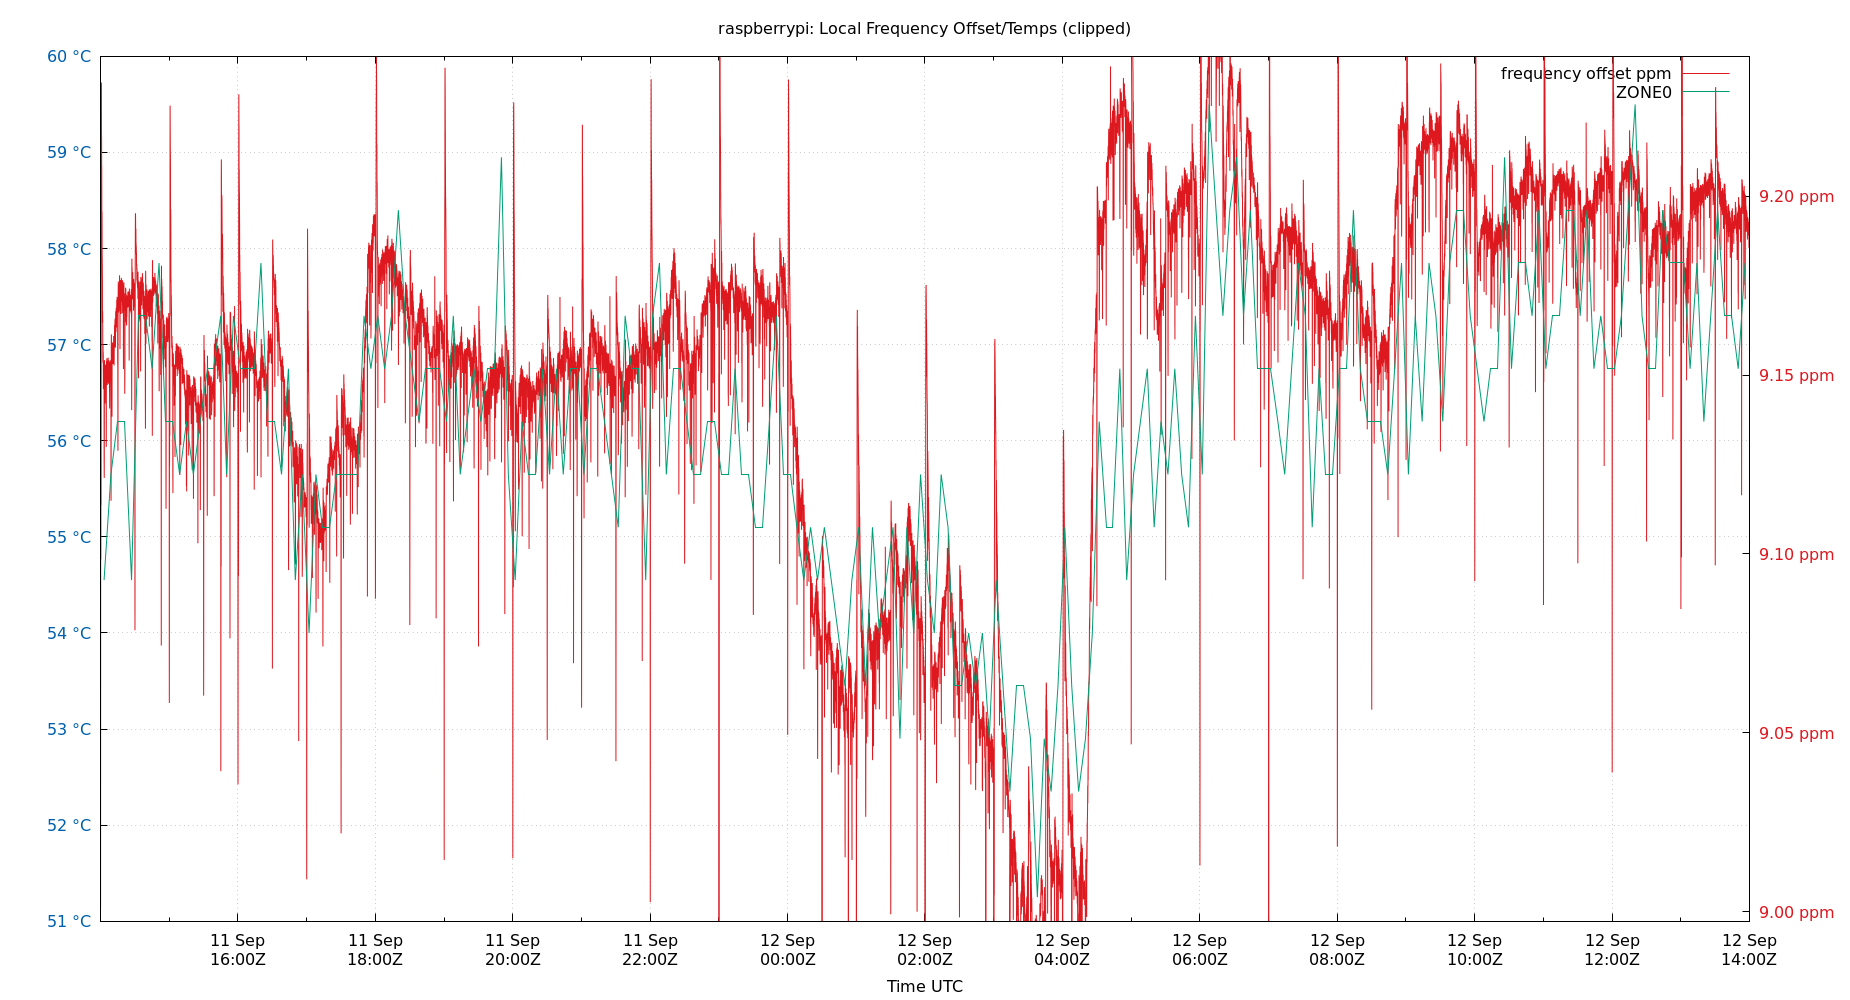 raspberrypi: Local Frequency Offset/Temps (clipped)
60 °C
59 °C
58 °C
57 °C
56 °C
55 °C
54 °C
53 °C
52 °C
51 °C
frequency offset ppm
ZONE0
9.20 ppm
9.15 ppm
9.10 ppm
9.05 ppm
9.00 ppm
11 Sep
16:00Z
11 Sep
18:00Z
11 Sep
20:00Z
11 Sep
22:00Z
12 Sep
00:00Z
12 Sep
02:00Z
12 Sep
04:00Z
12 Sep
06:00Z
12 Sep
08:00Z
12 Sep
10:00Z
12 Sep
12:00Z
12 Sep
14:00Z
Time UTC